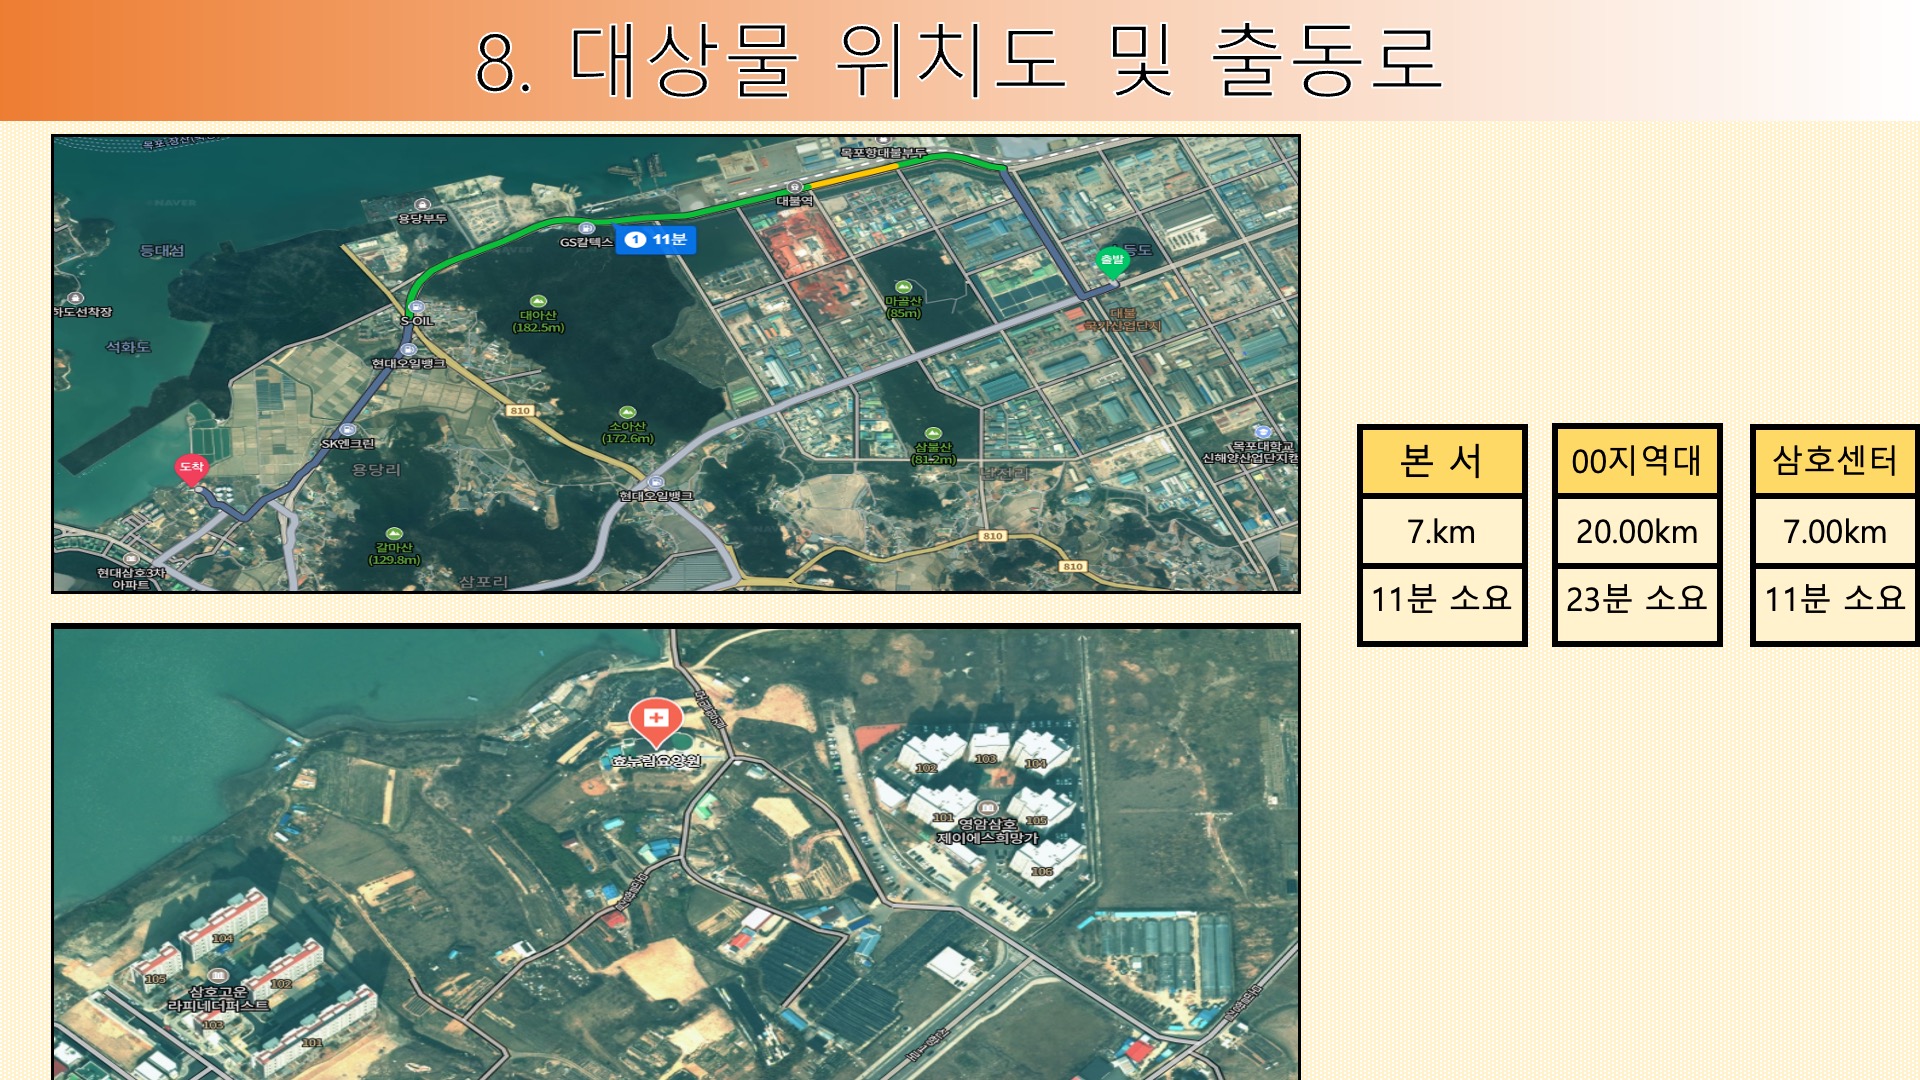 8. 대상물 위치도 및 출동로
NAVER
목포항대불부두
대불역
용당부두
GS칼텍스
1 11분
등대섬
출발
마골산
(85m)
대불
국가산업단지
대아산
(182.5m)
S-OIL
하도선착장
석화도
현대오일뱅크
810
소아산
(172.6m)
SK엔크린
용당리
도착
삼불산
(81.2m)
난전리
목포대학교
신해양산업단지캠
현대오일뱅크
갈마산
(129.8m)
삼포리
810
810
현대삼호3차
아파트
본 서
7.km
11분 소요
00지역대
20.00km
23분 소요
삼호센터
7.00km
11분 소요
효누림요양원
102
103
104
101
105
영암삼호
제이에스희망가
106
NAVER
104
105
102
삼호고운
라피네더퍼스트
103
101